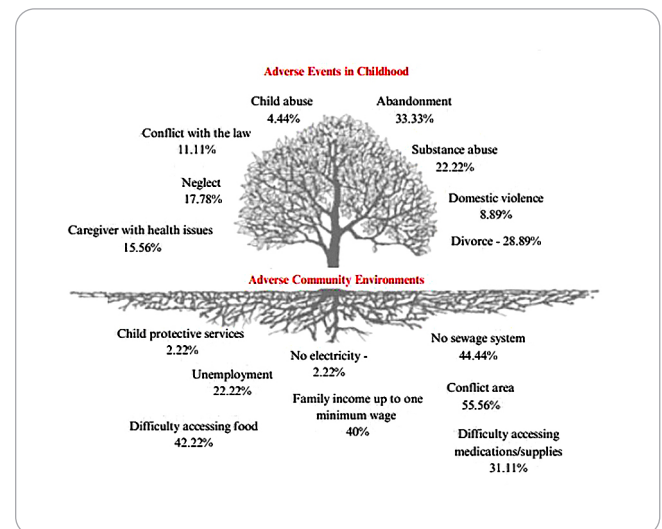 Adverse Events in Childhood
Child abuse
4.44%
Abandonment
33.33%
Conflict with the law
11.11%
Substance abuse
22.22%
Neglect
17.78%
Domestic violence
8.89%
Caregiver with health issues
15.56%
Divorce - 28.89%
Adverse Community Environments
Child protective services
2.22%
No electricity -
2.22%
No sewage system
44.44%
Unemployment
22.22%
Family income up to one
minimum wage
40%
Conflict area
55.56%
Difficulty accessing food
42.22%
Difficulty accessing
medications/supplies
31.11%